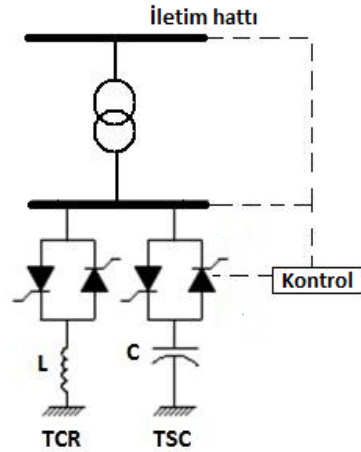 İletim hattı
Kontrol
L
C
TCR
TSC